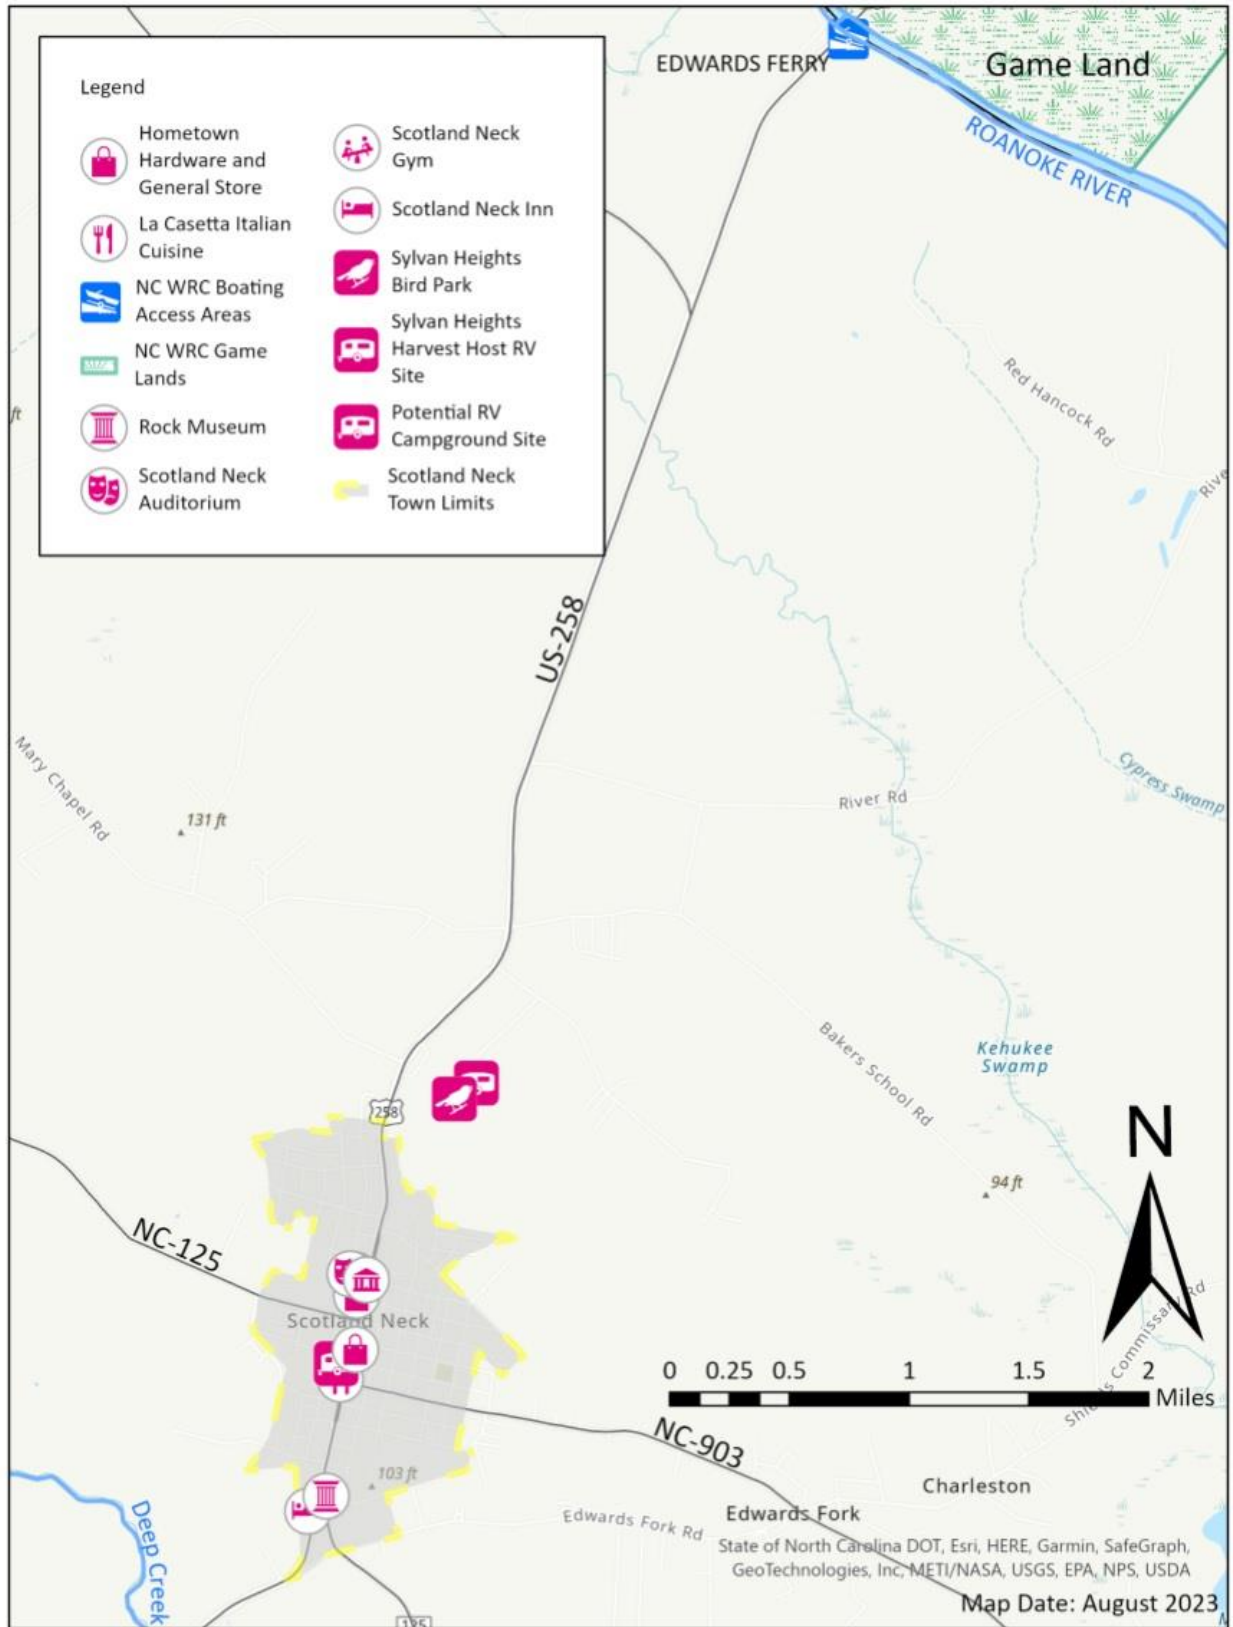 EDWARDS FERRY
Game Land
ROANOKE RIVER
Legend
Hometown
Hardware and
General Store
La Casetta Italian
Cuisine
NC WRC Boating
Access Areas
NC WRC Game
Lands
Rock Museum
Scotland Neck
Auditorium
Scotland Neck
Gym
Scotland Neck Inn
Sylvan Heights
Bird Park
Sylvan Heights
Harvest Host RV
Site
Potential RV
Campground Site
Scotland Neck
Town Limits
ft
Red Hancock Rd
US-258
Mary Chapel Rd
131 ft
River Rd
Cypress Swamp
Bakers School Rd
Kehukee
Swamp
258
N
94 ft
NC-125
Scotland Neck
0 0.25 0.5 1 1.5 2
Miles
NC-903
103 ft
Charleston
Edwards Fork
Edwards Fork Rd
Deep Creek
State of North Carolina DOT, Esri, HERE, Garmin, SafeGraph,
GeoTechnologies, Inc, METI/NASA, USGS, EPA, NPS, USDA
Map Date: August 2023